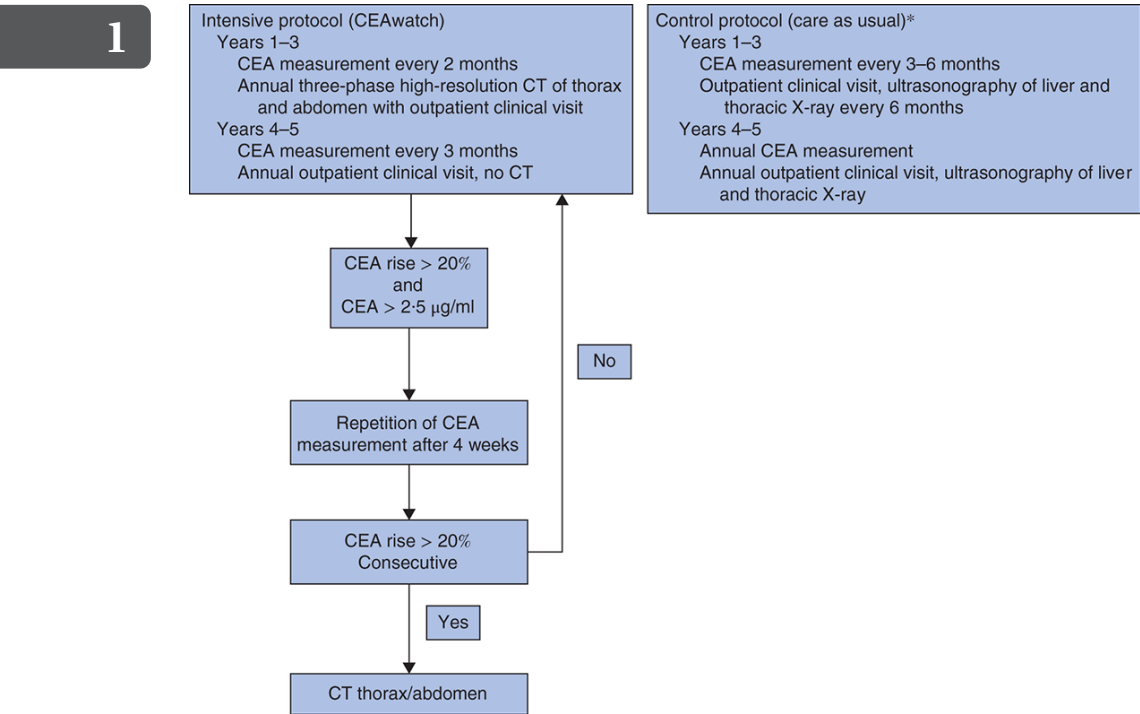 1
Intensive protocol (CEAwatch)
Years 1–3
CEA measurement every 2 months
Annual three-phase high-resolution CT of thorax
and abdomen with outpatient clinical visit
Years 4–5
CEA measurement every 3 months
Annual outpatient clinical visit, no CT
Control protocol (care as usual)*
Years 1–3
CEA measurement every 3–6 months
Outpatient clinical visit, ultrasonography of liver and
thoracic X-ray every 6 months
Years 4–5
Annual CEA measurement
Annual outpatient clinical visit, ultrasonography of liver
and thoracic X-ray
CEA rise > 20%
and
CEA > 2·5 μg/ml
No
Repetition of CEA
measurement after 4 weeks
CEA rise > 20%
Consecutive
Yes
CT thorax/abdomen